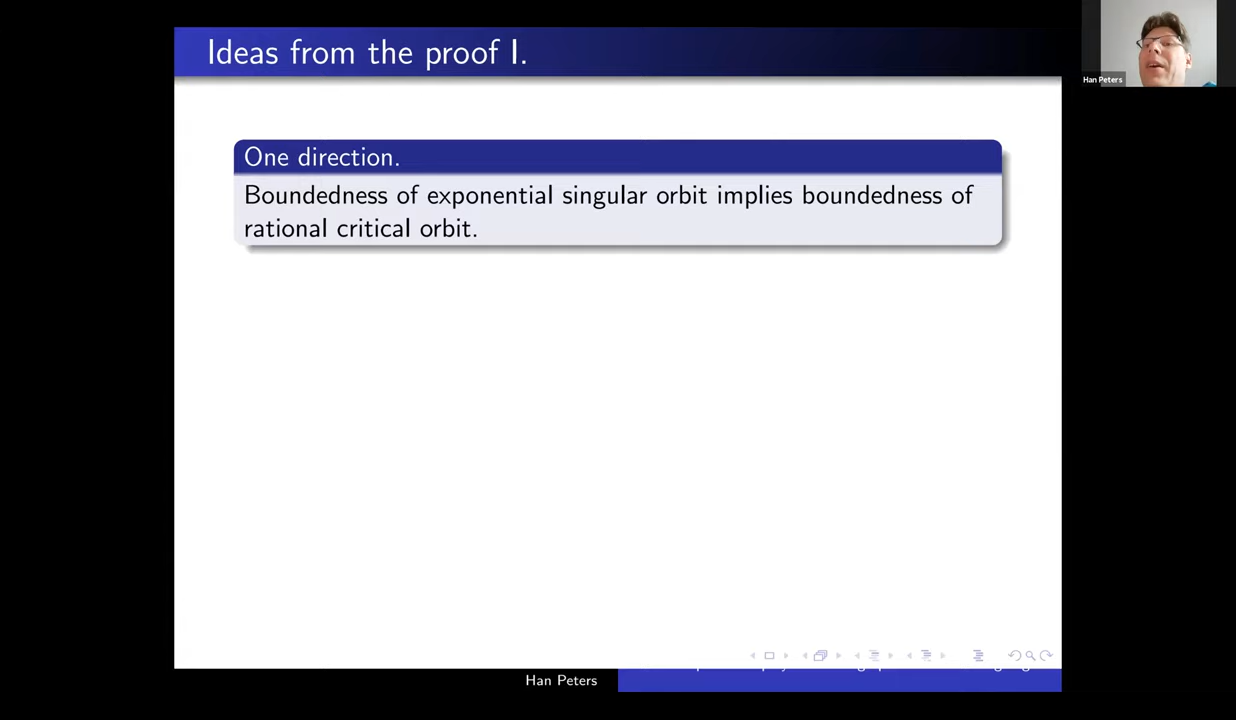 Ideas from the proof I.
Han Peters
One direction.
Boundedness of exponential singular orbit implies boundedness of
rational critical orbit.
Han Peters